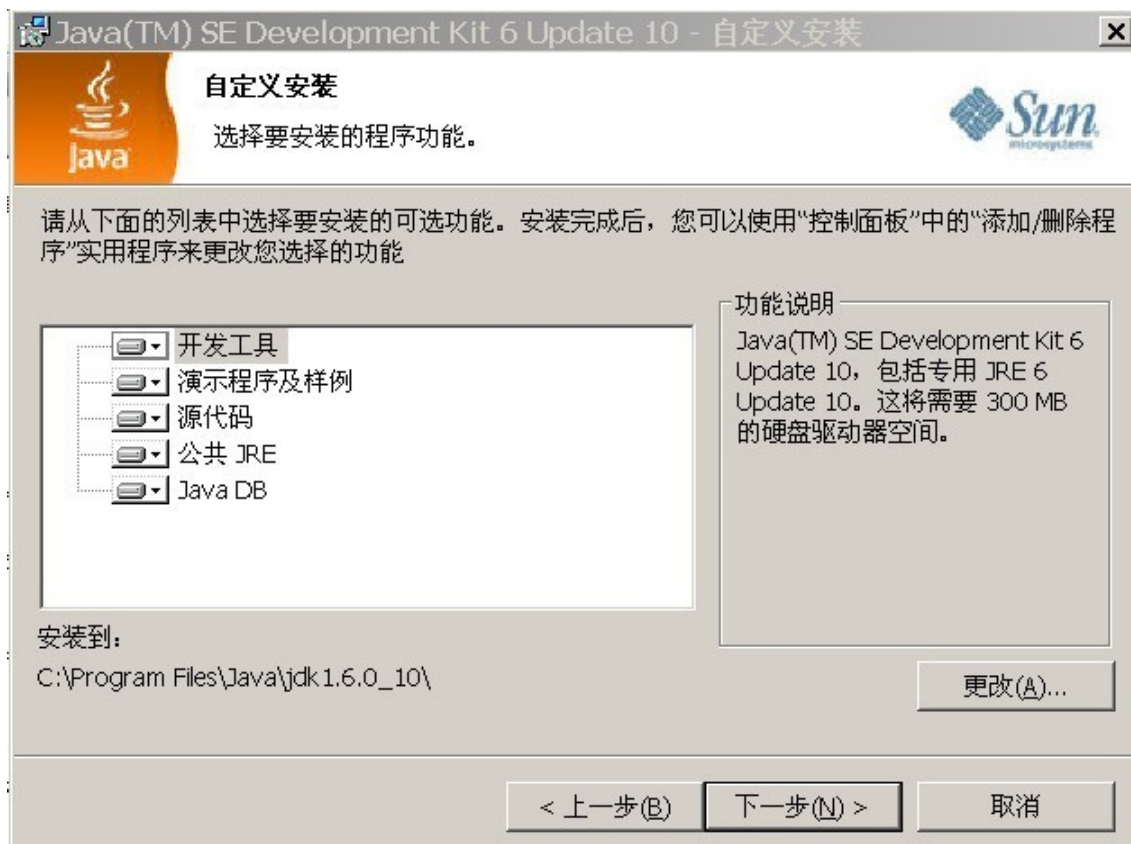 Java(TM) SE Development Kit 6 Update 10 - 自定义安装
Java
自定义安装
选择要安装的程序功能。
Sun
microsystems
请从下面的列表中选择要安装的可选功能。安装完成后，您可以使用“控制面板”中的“添加/删除程
序”实用程序来更改您选择的功能
开发工具
演示程序及样例
源代码
公共 JRE
Java DB
功能说明
Java(TM) SE Development Kit 6
Update 10，包括专用 JRE 6
Update 10。这将需要 300 MB
的硬盘驱动器空间。
安装到：
C:\Program Files\Java\jdk1.6.0_10\
更改(A)...
< 上一步(B)
下一步(N) >
取消